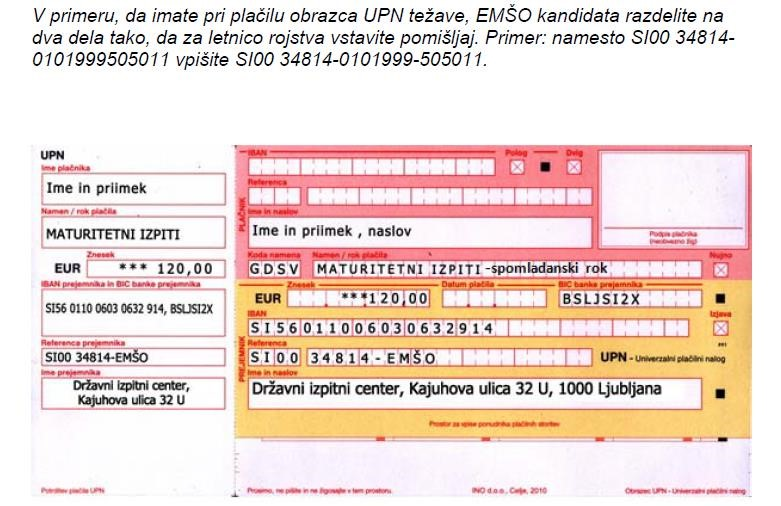 V primeru, da imate pri plačilu obrazca UPN težave, EMŠO kandidata razdelite na
dva dela tako, da za letnico rojstva vstavite pomišljaj. Primer: namesto SI00 34814-
0101999505011 vpišite SI00 34814-0101999-505011.
UPN
Ime plačnika
Ime in priimek
Namen / rok plačila
MATURITETNI IZPITI
Znesek
EUR *** 120,00
IBAN prejemnika in BIC banke prejemnika
SI56 0110 0603 0632 914, BSLJSI2X
Referenca prejemnika
SI00 34814-EMŠO
Ime prejemnika
Državni izpitni center,
Kajuhova ulica 32 U
Potrditev plačila UPN
IBAN Polog Dvig
Referenca
PLAČNIK
Ime in naslov
Ime in priimek , naslov
Podpis plačnika
(neobvezno žig)
Koda namena Namen / rok plačila Nujno
GDSV MATURITETNI IZPITI -spomladanski rok
Znesek Datum plačila BIC banke prejemnika
EUR ***120,00 BSLJSI2X
IBAN Izjava
SI56011006030632914
PREJEMNIK
Referenca
SI00 34814-EMŠO UPN - Univerzalni plačilni nalog
Ime in naslov
Državni izpitni center, Kajuhova ulica 32 U, 1000 Ljubljana
Prostor za vpise ponudnika plačilnih storitev
Prosimo, ne pišite in ne žigosajte v tem prostoru. INO d.o.o., Celje, 2010 Obrazec UPN - Univerzalni plačilni nalog